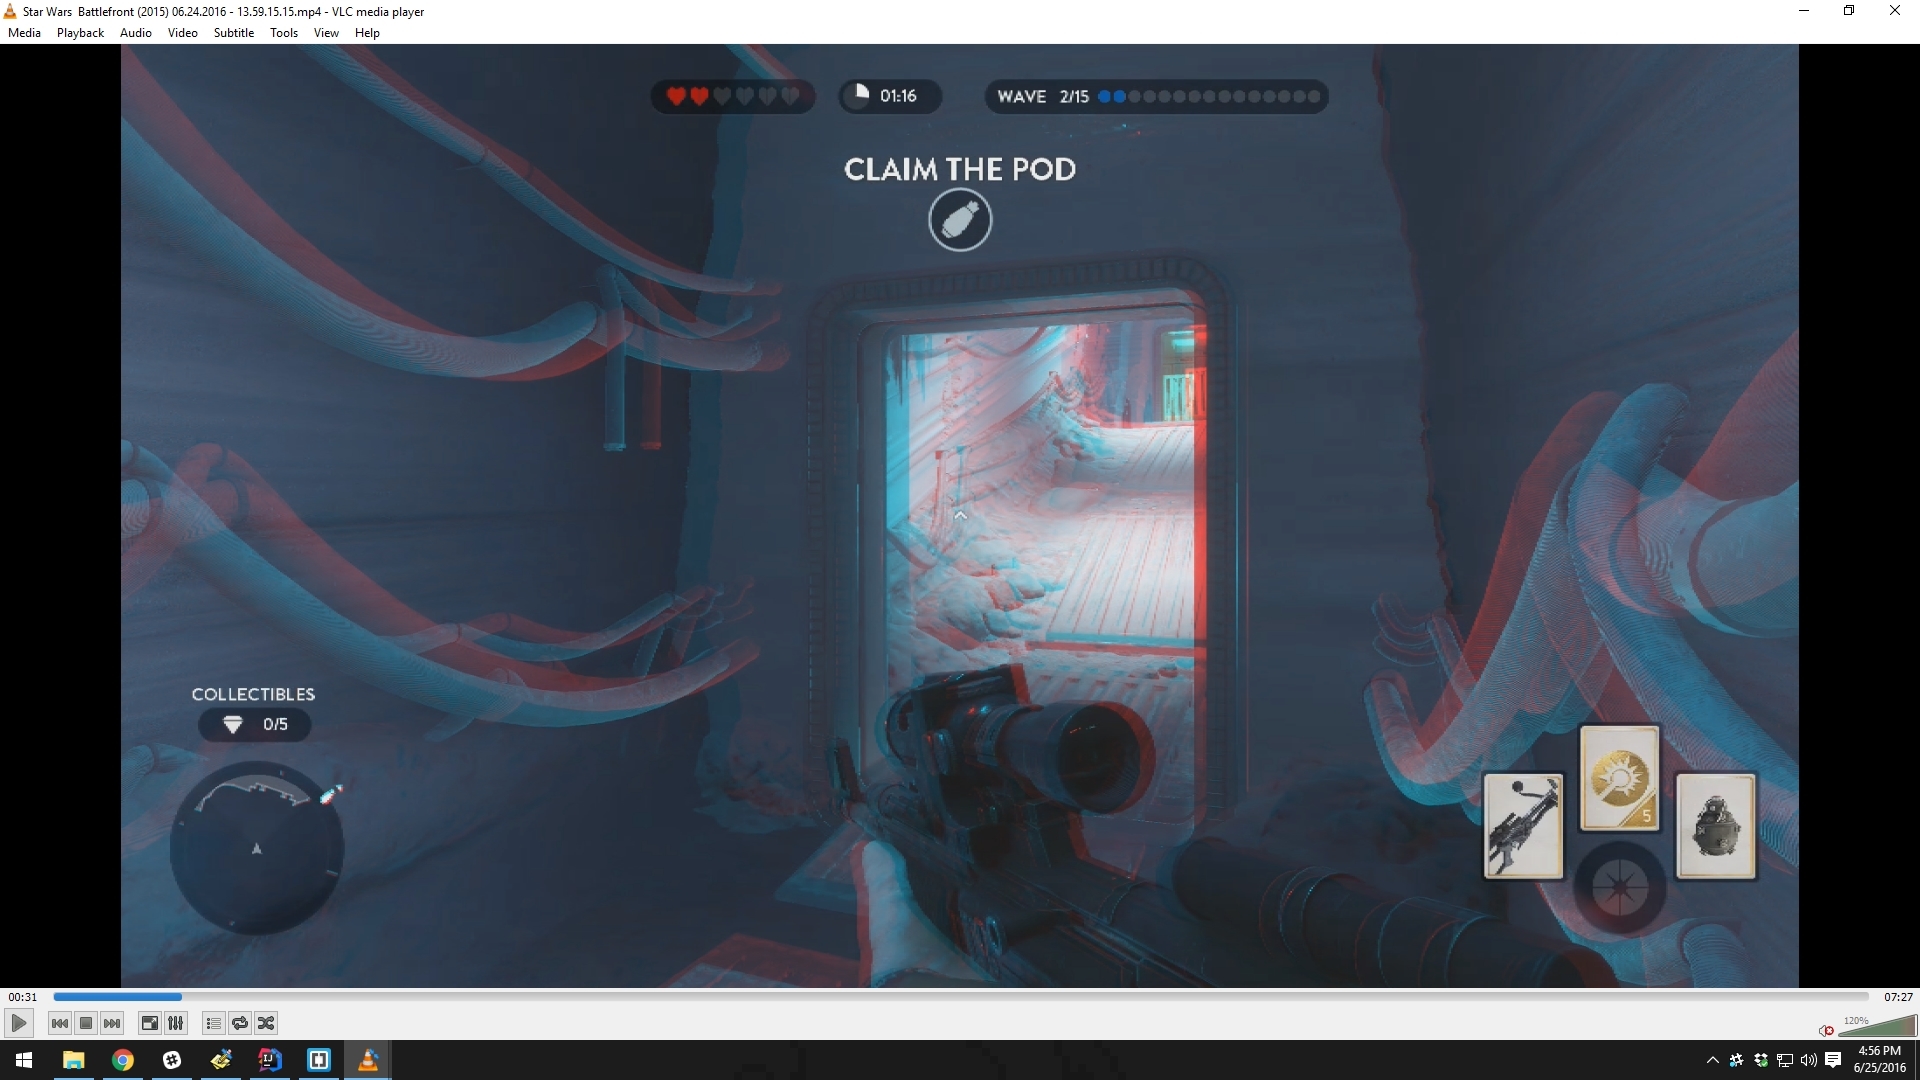 Star Wars  Battlefront (2015) 06.24.2016 - 13.59.15.15.mp4 - VLC media player
Media Playback Audio Video Subtitle Tools View Help
01:16
WAVE 2/15
CLAIM THE POD
COLLECTIBLES
0/5
5
00:31
07:27
120%
4:56 PM
6/25/2016